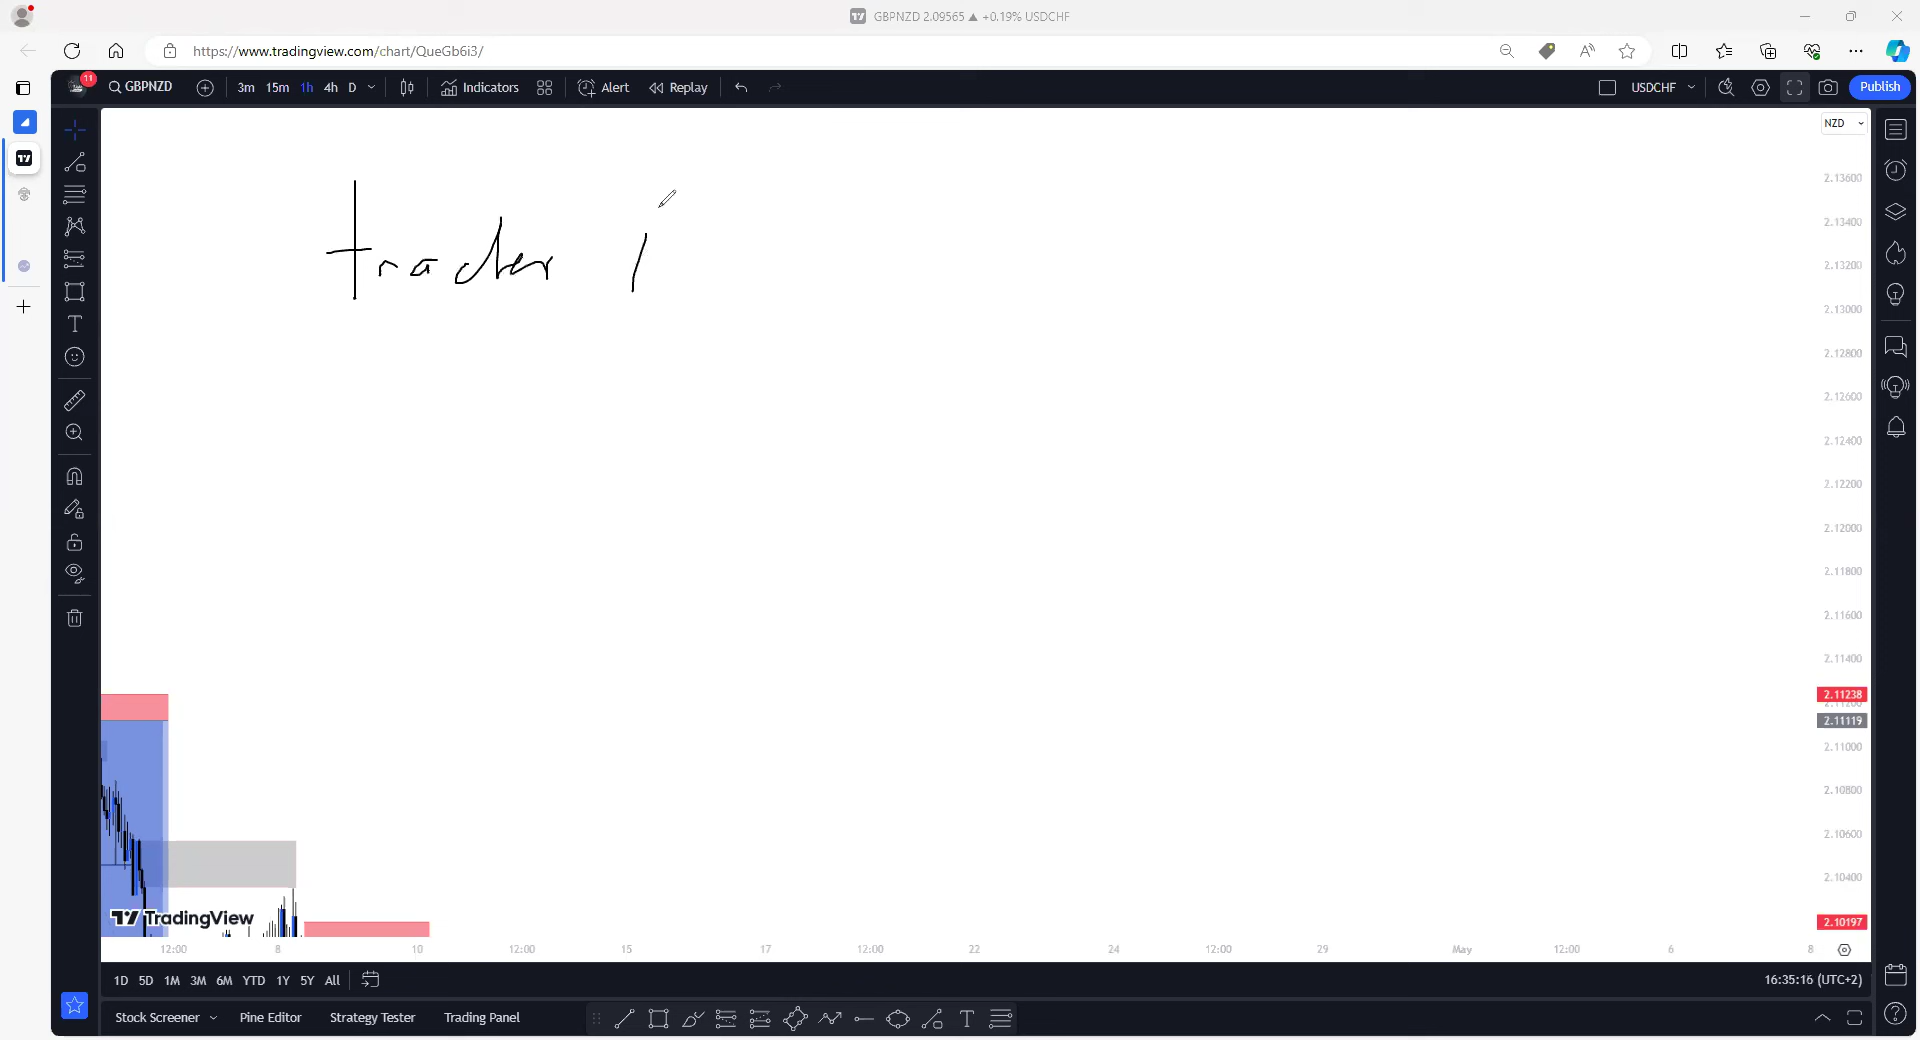 GBPNZD 2.09565 ▲ +0.19% USDCHF
https://www.tradingview.com/chart/QueGb6i3/
11
GBPNZD 3m 15m 1h 4h D Indicators Alert Replay USDCHF Publish
NZD
trader 1
2.13600
2.13400
2.13200
2.13000
2.12800
2.12600
2.12400
2.12200
2.12000
2.11800
2.11600
2.11400
2.11238
2.11200
2.11119
2.11000
2.10800
2.10600
2.10400
TradingView
2.10197
12:00 8 10 12:00 15 17 12:00 22 24 12:00 29 May 12:00 6 8
1D 5D 1M 3M 6M YTD 1Y 5Y All 16:35:16 (UTC+2)
Stock Screener Pine Editor Strategy Tester Trading Panel